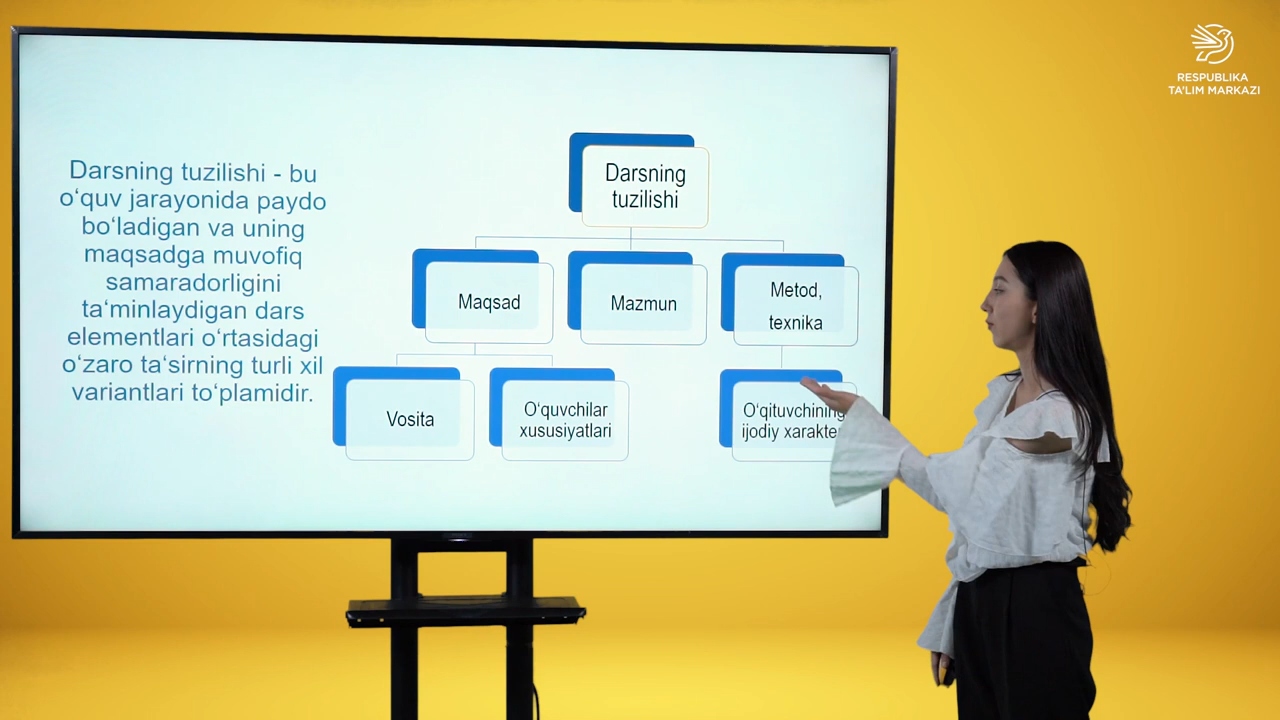 RESPUBLIKA
TA'LIM MARKAZI
Darsning tuzilishi - bu
o‘quv jarayonida paydo
bo‘ladigan va uning
maqsadga muvofiq
samaradorligini
ta‘minlaydigan dars
elementlari o‘rtasidagi
o‘zaro ta‘sirning turli xil
variantlari to‘plamidir.
Darsning
tuzilishi
Maqsad
Mazmun
Metod,
texnika
Vosita
O‘quvchilar
xususiyatlari
O‘qituvchining
ijodiy